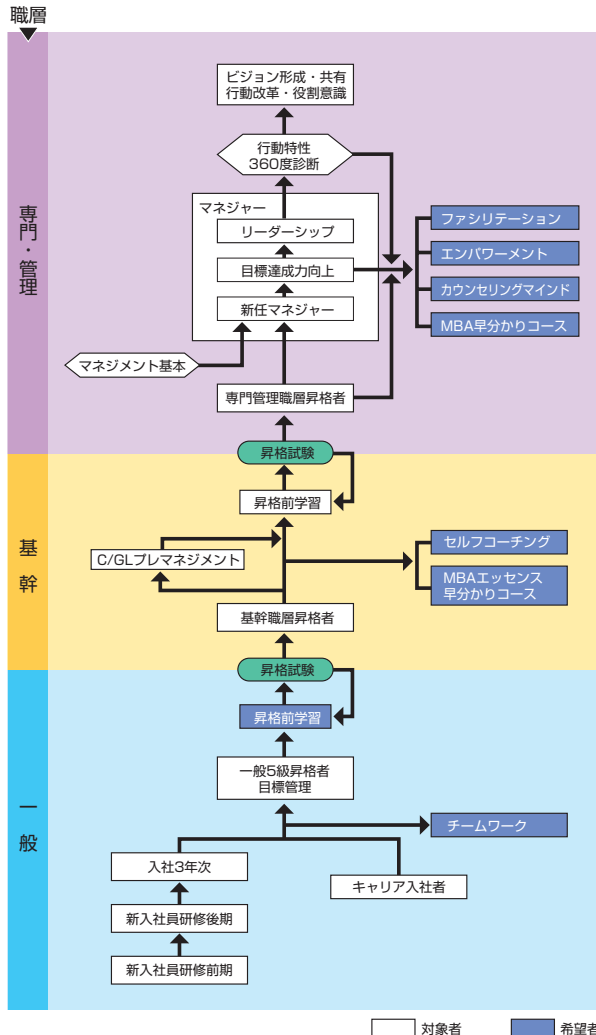 職層
専門・管理
ビジョン形成・共有
行動改革・役割意識
行動特性
360度診断
マネジャー
リーダーシップ
目標達成力向上
新任マネジャー
マネジメント基本
専門管理職層昇格者
ファシリテーション
エンパワーメント
カウンセリングマインド
MBA早分かりコース
昇格試験
基幹
昇格前学習
C/GLプレマネジメント
基幹職層昇格者
セルフコーチング
MBAエッセンス
早分かりコース
昇格試験
一般
昇格前学習
一般5級昇格者
目標管理
チームワーク
入社3年次
キャリア入社者
新入社員研修後期
新入社員研修前期
対象者
希望者